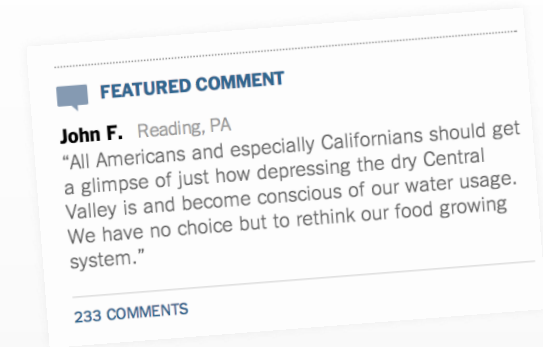 FEATURED COMMENT
John F. Reading, PA
“All Americans and especially Californians should get
a glimpse of just how depressing the dry Central
Valley is and become conscious of our water usage.
We have no choice but to rethink our food growing
system.”
233 COMMENTS